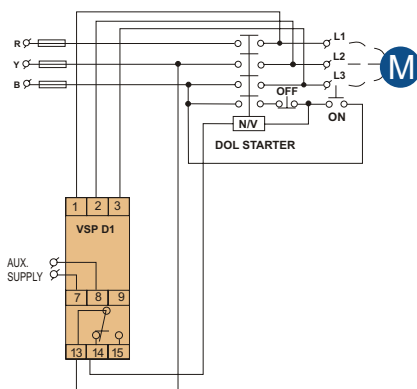 L1
R
L2
Y
L3
B
M
OFF
N/V
ON
DOL STARTER
1 2 3
VSP D1
AUX.
SUPPLY
7 8 9
13 14 15